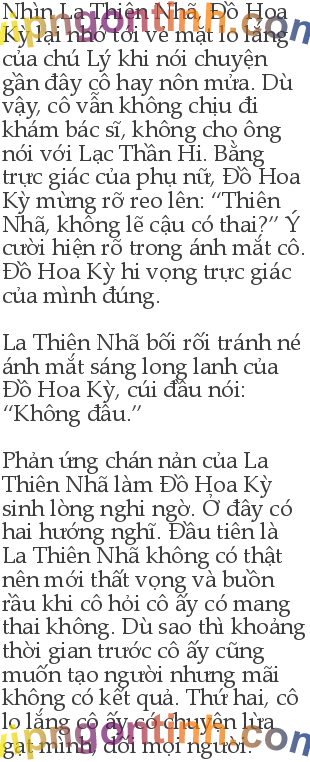 Nhìn La Thiên Nhã, Đồ Hoa
Kỳ lại nhớ tới vẻ mặt lo lắng
của chú Lý khi nói chuyện
gần đây cô hay nôn mửa. Dù
vậy, cô vẫn không chịu đi
khám bác sĩ, không cho ông
nói với Lạc Thần Hi. Bằng
trực giác của phụ nữ, Đồ Hoa
Kỳ mừng rỡ reo lên: “Thiên
Nhã, không lẽ cậu có thai?” Ý
cười hiện rõ trong ánh mắt cô.
Đồ Hoa Kỳ hi vọng trực giác
của mình đúng.
La Thiên Nhã bối rối tránh né
ánh mắt sáng long lanh của
Đồ Hoa Kỳ, cúi đầu nói:
“Không đâu.”
Phản ứng chán nản của La
Thiên Nhã làm Đồ Hoa Kỳ
sinh lòng nghi ngờ. Ở đây có
hai hướng nghĩ. Đầu tiên là
La Thiên Nhã không có thật
nên mới thất vọng và buồn
rầu khi cô hỏi cô ấy có mang
thai không. Dù sao thì khoảng
thời gian trước cô ấy cũng
muốn tạo người nhưng mãi
không có kết quả. Thứ hai, cô
lo lắng cô ấy có chuyện lừa
gạt mình, dối mọi người.
vipngontinh.com
vipngontinh.com